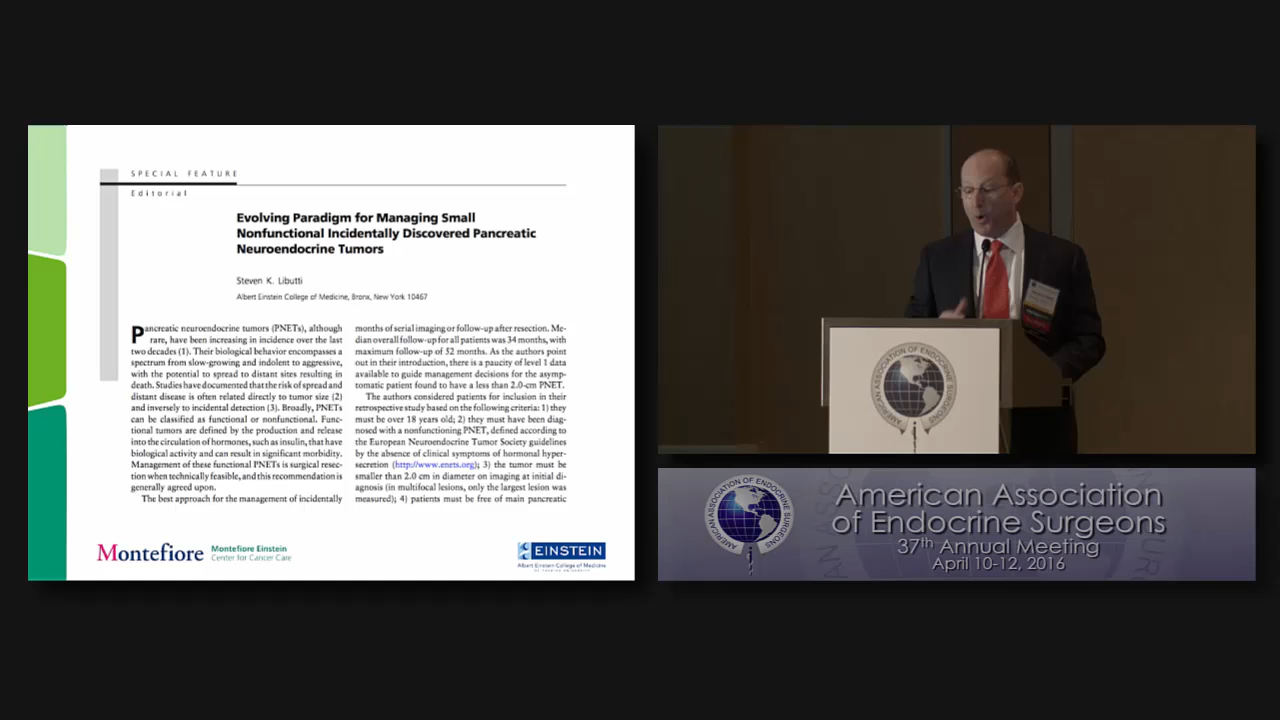 SPECIAL FEATURE
Editorial
Evolving Paradigm for Managing Small
Nonfunctional Incidentally Discovered Pancreatic
Neuroendocrine Tumors
Steven K. Libutti
Albert Einstein College of Medicine, Bronx, New York 10467
Pancreatic neuroendocrine tumors (PNETs), although
rare, have been increasing in incidence over the last
two decades (1). Their biological behavior encompasses a
spectrum from slow-growing and indolent to aggressive,
with the potential to spread to distant sites resulting in
death. Studies have documented that the risk of spread and
distant disease is often related directly to tumor size (2)
and inversely to incidental detection (3). Broadly, PNETs
can be classified as functional or nonfunctional. Func-
tional tumors are defined by the production and release
into the circulation of hormones, such as insulin, that have
biological activity and can result in significant morbidity.
Management of these functional PNETs is surgical resec-
tion when technically feasible, and this recommendation is
generally agreed upon.
The best approach for the management of incidentally
months of serial imaging or follow-up after resection. Me-
dian overall follow-up for all patients was 34 months, with
maximum follow-up of 52 months. As the authors point
out in their introduction, there is a paucity of level 1 data
available to guide management decisions for the asymp-
tomatic patient found to have a less than 2.0-cm PNET.
The authors considered patients for inclusion in their
retrospective study based on the following criteria: 1) they
must be over 18 years old; 2) they must have been diag-
nosed with a nonfunctioning PNET, defined according to
the European Neuroendocrine Tumor Society guidelines
by the absence of clinical symptoms of hormonal hyper-
secretion (http://www.enets.org); 3) the tumor must be
smaller than 2.0 cm in diameter on imaging at initial di-
agnosis (in multifocal lesions, only the largest lesion was
measured); 4) patients must be free of main pancreatic
Montefiore
Montefiore Einstein
Center for Cancer Care
EINSTEIN
Albert Einstein College of Medicine
AMERICAN ASSOCIATION OF ENDOCRINE SURGEONS
AMERICAN ASSOCIATION OF ENDOCRINE SURGEONS
American Association
of Endocrine Surgeons
37th Annual Meeting
April 10-12, 2016